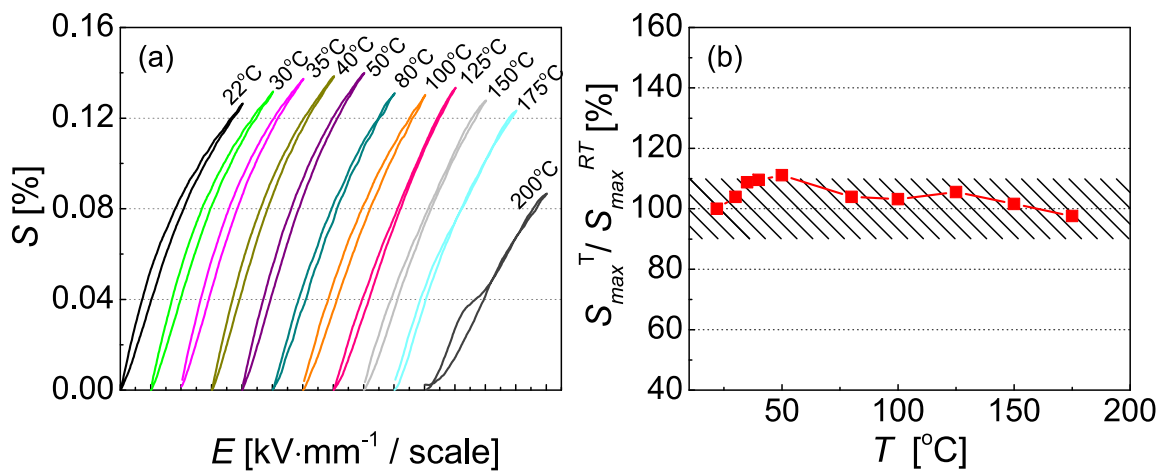 (a)
S [%]
0.16
0.12
0.08
0.04
0.00
22°C
30°C
35°C
40°C
50°C
80°C
100°C
125°C
150°C
175°C
200°C
E [kV·mm⁻¹ / scale]
(b)
S_max^T / S_max^RT [%]
160
140
120
100
80
60
40
50
100
150
200
T [°C]